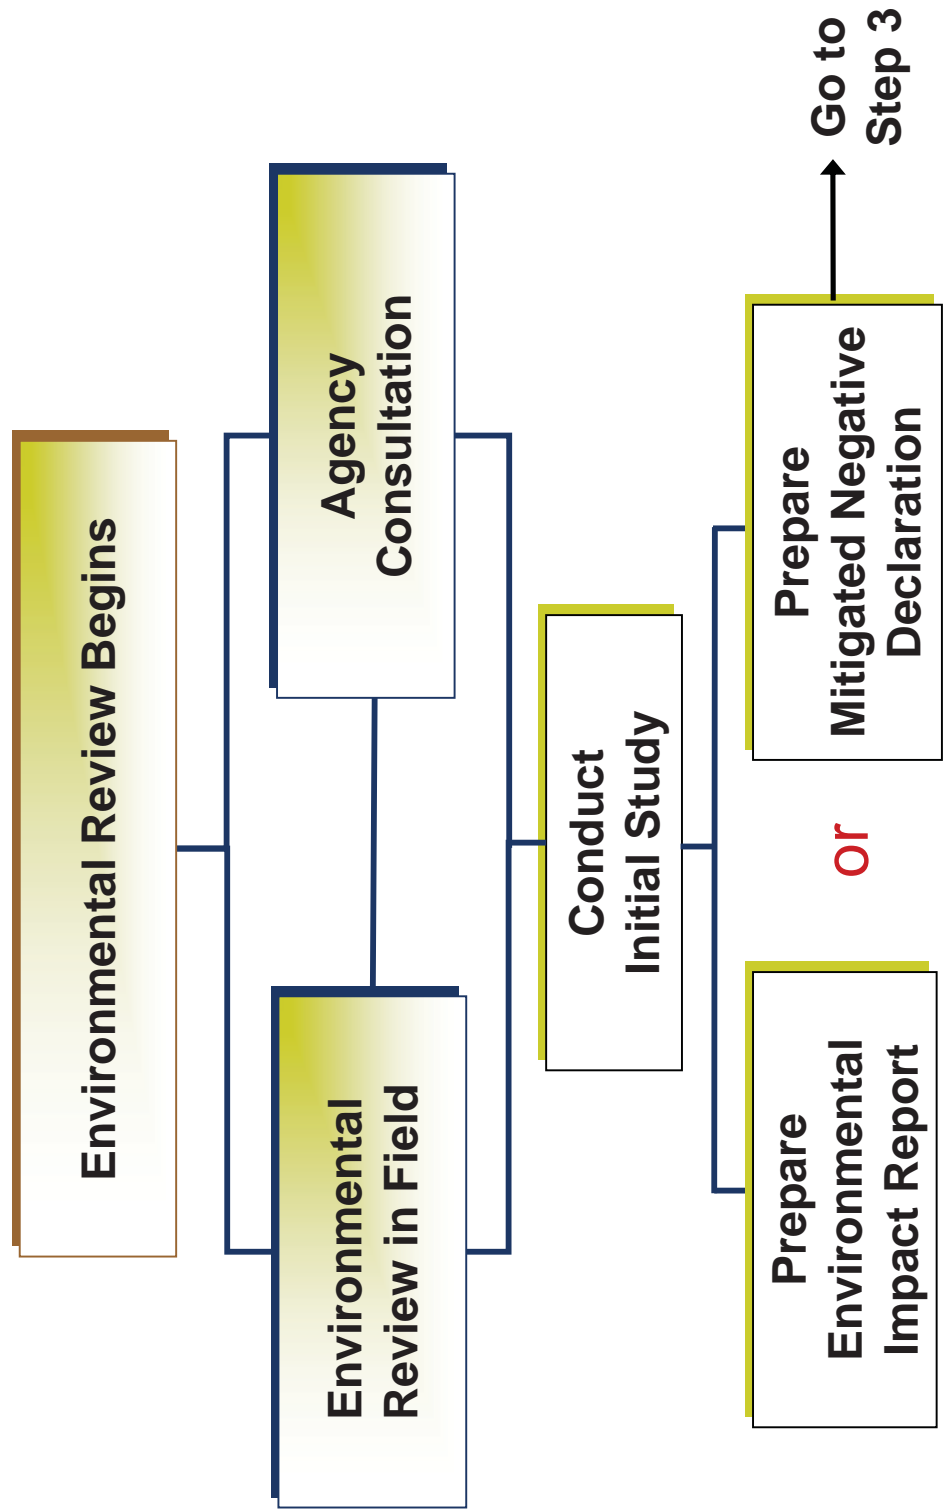 Environmental Review Begins
Environmental
Review in Field
Agency
Consultation
Conduct
Initial Study
Prepare
Environmental
Impact Report
or
Prepare
Mitigated Negative
Declaration
Go to
Step 3